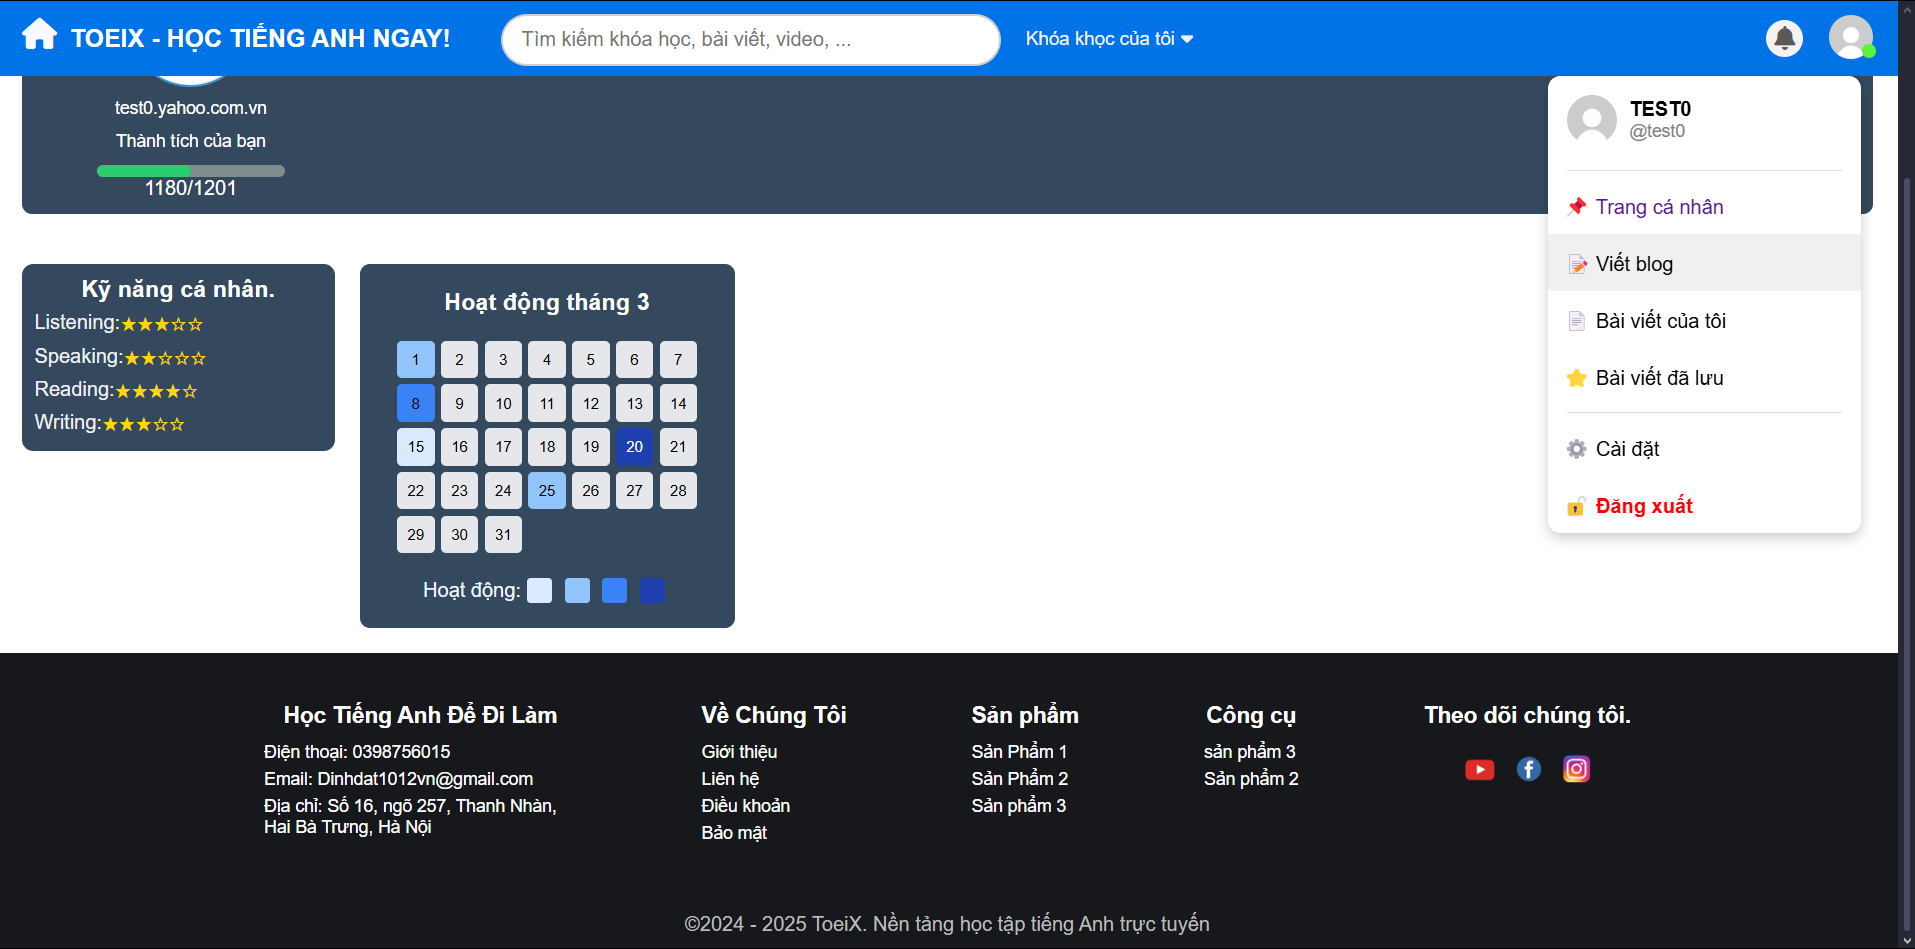 TOEIX - HỌC TIẾNG ANH NGAY!
Tìm kiếm khóa học, bài viết, video, ...
Khóa khọc của tôi
test0.yahoo.com.vn
Thành tích của bạn
1180/1201
TEST0
@test0
Trang cá nhân
Viết blog
Bài viết của tôi
Bài viết đã lưu
Cài đặt
Đăng xuất
Kỹ năng cá nhân.
Listening:★★★☆☆
Speaking:★★☆☆☆
Reading:★★★★☆
Writing:★★★☆☆
Hoạt động tháng 3
1 2 3 4 5 6 7
8 9 10 11 12 13 14
15 16 17 18 19 20 21
22 23 24 25 26 27 28
29 30 31
Hoạt động:
Học Tiếng Anh Để Đi Làm
Điện thoại: 0398756015
Email: Dinhdat1012vn@gmail.com
Địa chỉ: Số 16, ngõ 257, Thanh Nhàn,
Hai Bà Trưng, Hà Nội
Về Chúng Tôi
Giới thiệu
Liên hệ
Điều khoản
Bảo mật
Sản phẩm
Sản Phẩm 1
Sản Phẩm 2
Sản phẩm 3
Công cụ
sản phẩm 3
Sản phẩm 2
Theo dõi chúng tôi.
©2024 - 2025 ToeiX. Nền tảng học tập tiếng Anh trực tuyến